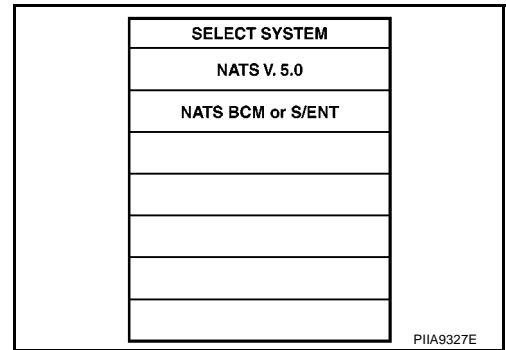 SELECT SYSTEM
NATS V. 5.0
NATS BCM or S/ENT
PIIA9327E